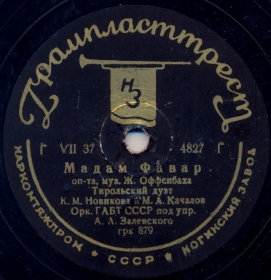 Грампласттрест
НЗ
Г VII 37 4827 Г
Мадам Фавар
оп-та, муз. Ж. Оффенбаха
Тирольский дуэт
К. М. Новикова и М. А. Качалов
Орк. ГАБТ СССР под упр.
А. Л. Залевского
грк 879
НАРКОМТЯЖПРОМ • СССР • НОГИНСКИЙ ЗАВОД